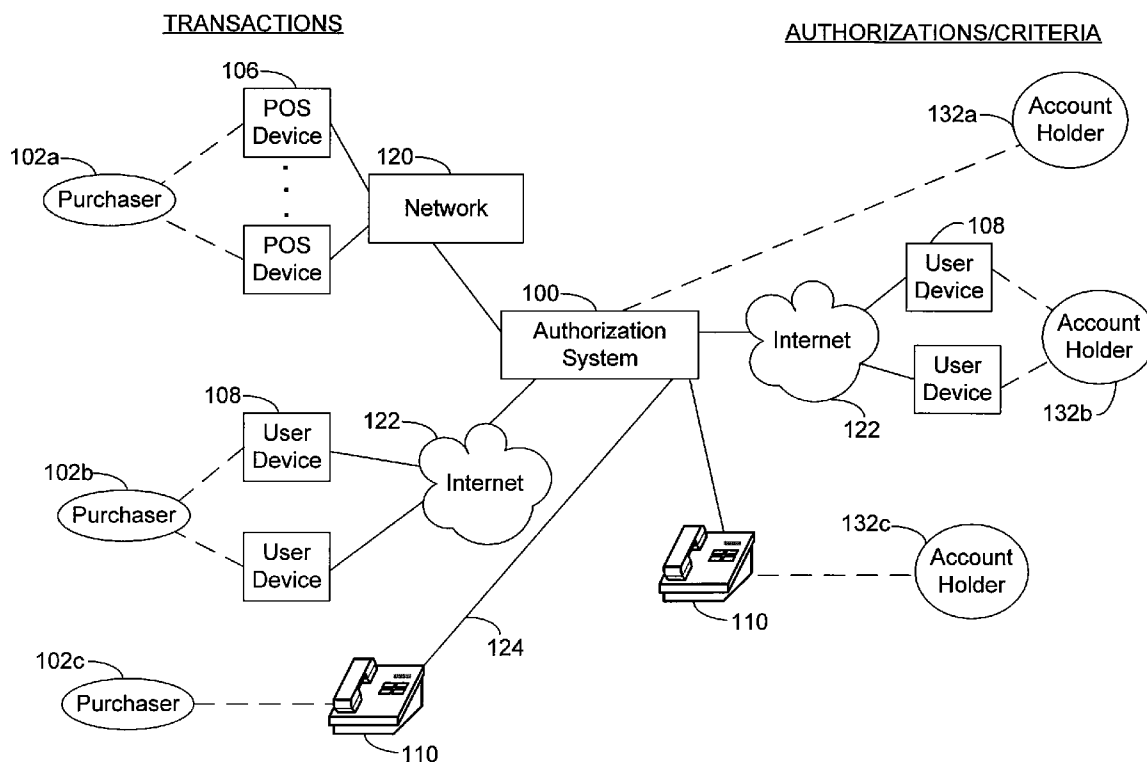 TRANSACTIONS
AUTHORIZATIONS/CRITERIA
106
POS
Device
102a
Purchaser
POS
Device
120
Network
132a
Account
Holder
108
User
Device
100
Authorization
System
Internet
122
User
Device
Account
Holder
132b
108
User
Device
122
Internet
102b
Purchaser
User
Device
132c
Account
Holder
110
124
102c
Purchaser
110